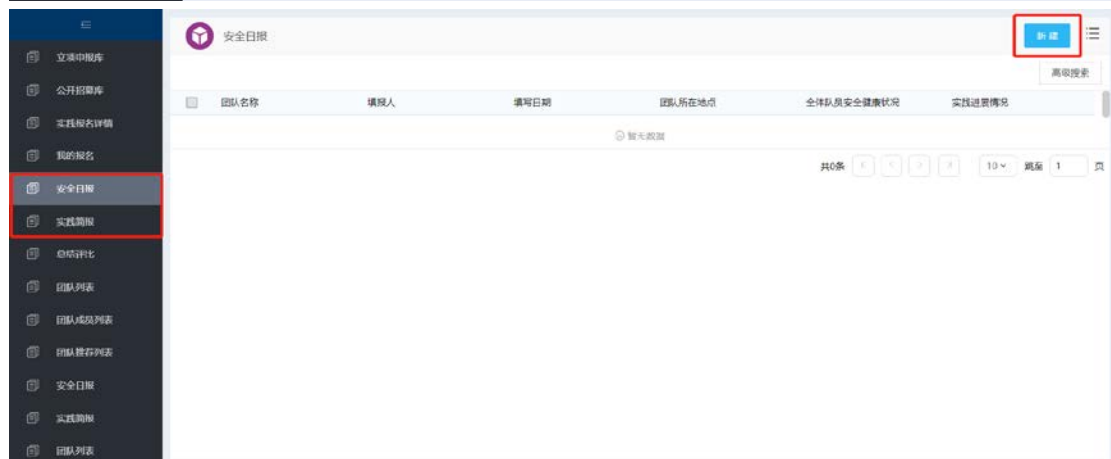 安全日报
新建
高级搜索
团队名称 填报人 填写日期 团队所在地点 全体队员安全健康状况 实践进展情况
暂无数据
共0条 10 跳至 1 页
立项申报库
公开招募库
实践报名详情
我的报名
安全日报
实践简报
总结评比
团队列表
团队成员列表
团队推荐列表
安全日报
实践简报
团队列表